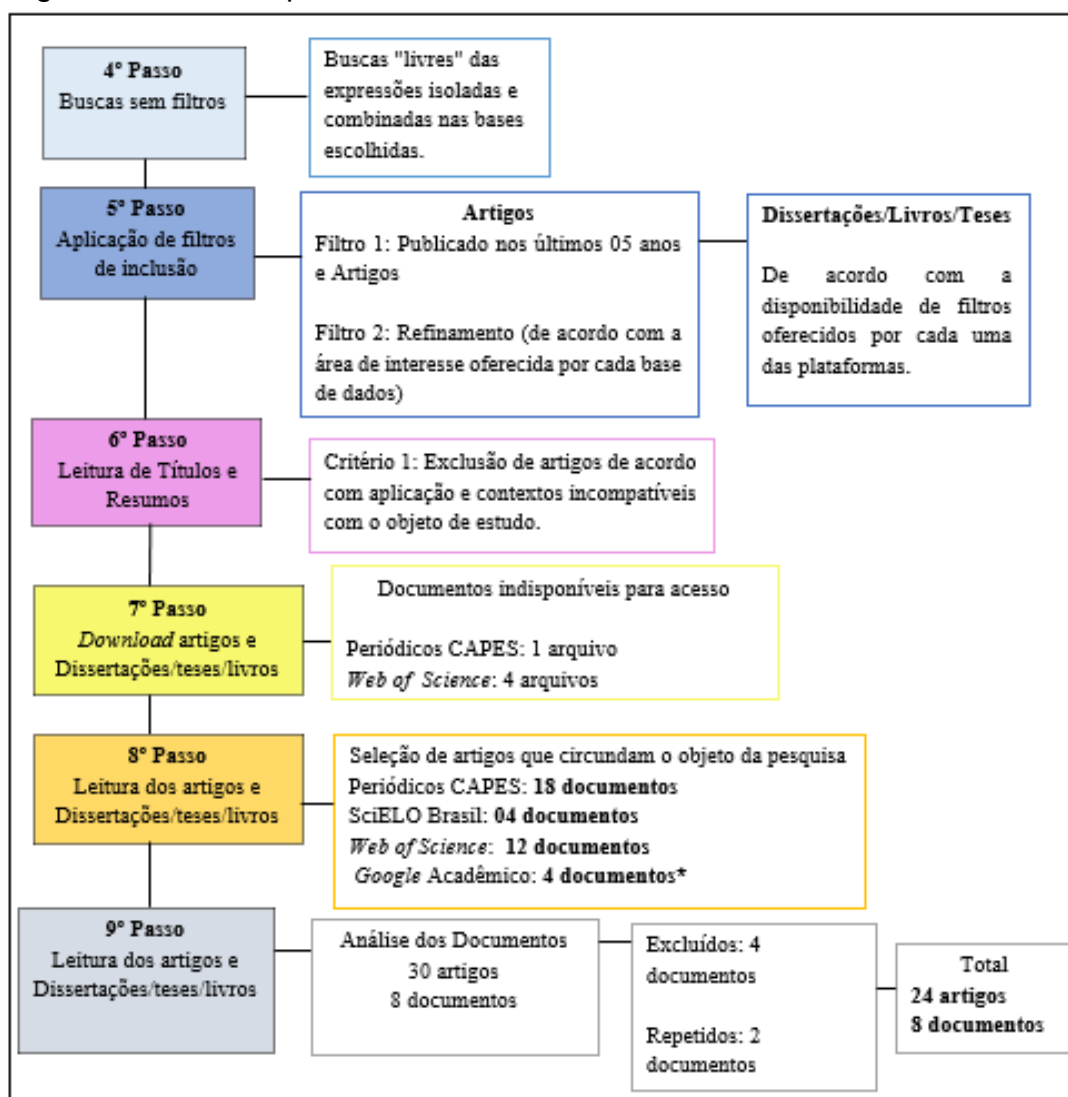 4º Passo
Buscas sem filtros
Buscas "livres" das
expressões isoladas e
combinadas nas bases
escolhidas.
5º Passo
Aplicação de filtros
de inclusão
Artigos
Filtro 1: Publicado nos últimos 05 anos
e Artigos
Filtro 2: Refinamento (de acordo com a
área de interesse oferecida por cada base
de dados)
Dissertações/Livros/Teses
De acordo com a
disponibilidade de filtros
oferecidos por cada uma
das plataformas.
6º Passo
Leitura de Títulos e
Resumos
Critério 1: Exclusão de artigos de acordo
com aplicação e contextos incompatíveis
com o objeto de estudo.
7º Passo
Download artigos e
Dissertações/teses/livros
Documentos indisponíveis para acesso
Periódicos CAPES: 1 arquivo
Web of Science: 4 arquivos
8º Passo
Leitura dos artigos e
Dissertações/teses/livros
Seleção de artigos que circundam o objeto da pesquisa
Periódicos CAPES: 18 documentos
SciELO Brasil: 04 documentos
Web of Science: 12 documentos
Google Acadêmico: 4 documentos*
9º Passo
Leitura dos artigos e
Dissertações/teses/livros
Análise dos Documentos
30 artigos
8 documentos
Excluídos: 4
documentos
Repetidos: 2
documentos
Total
24 artigos
8 documentos